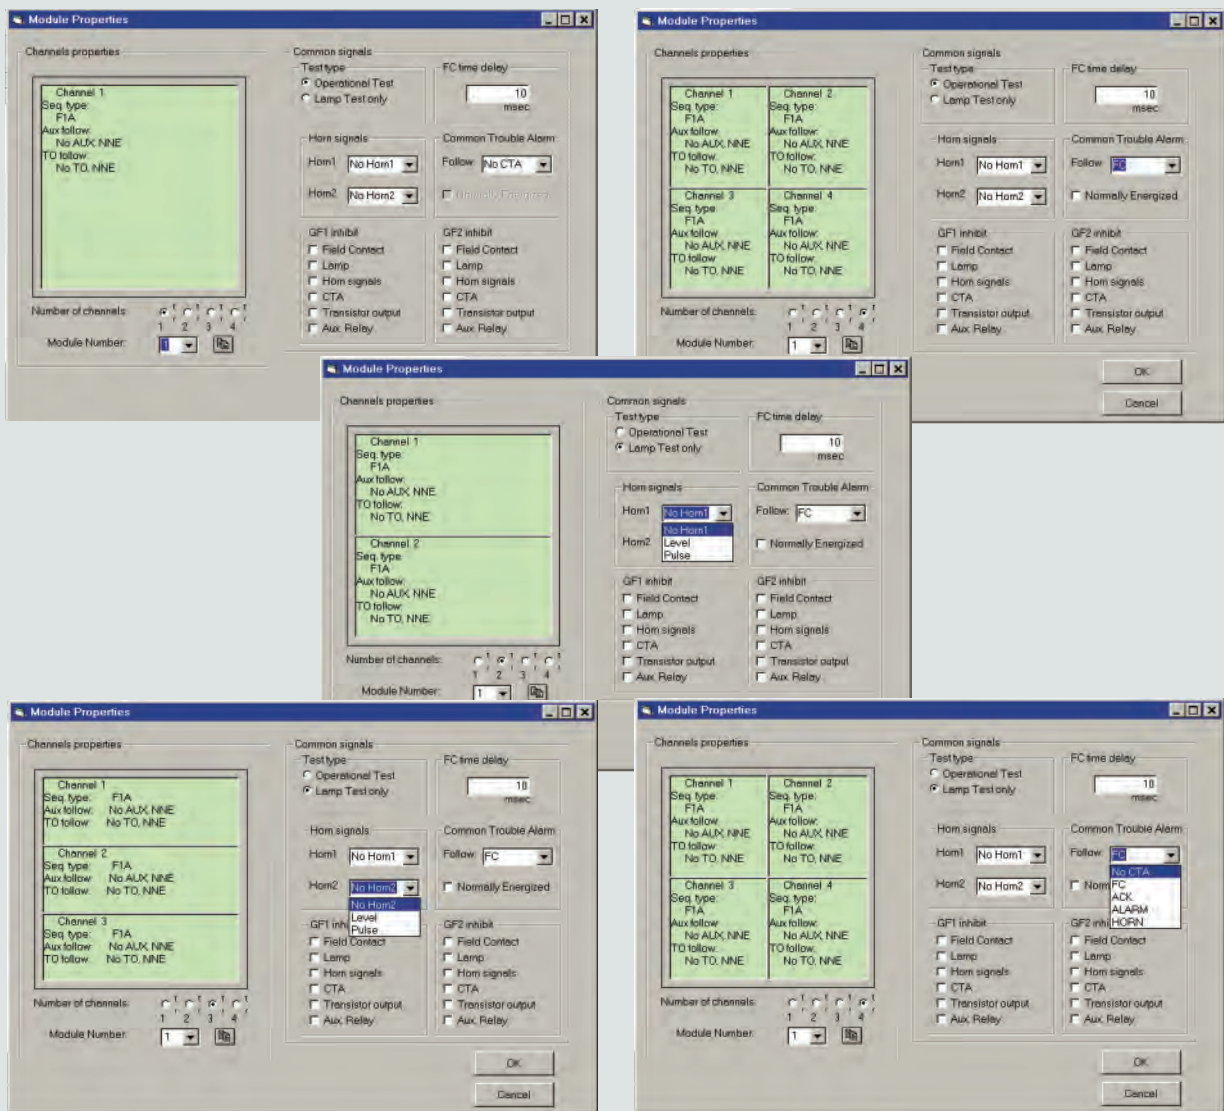 Module Properties
Channels properties
Channel 1
Seq. type:
F1A
Aux follow:
No AUX, NNE
TO follow:
No TO, NNE
Number of channels:
1 2 3 4
Module Number:
1
Common signals
Test type
Operational Test
Lamp Test only
FC time delay
10
msec
Horn signals
Horn1 No Horn1
Horn2 No Horn2
Common Trouble Alarm
Follow: No CTA
Normally Energized
GF1 inhibit
Field Contact
Lamp
Horn signals
CTA
Transistor output
Aux. Relay
GF2 inhibit
Field Contact
Lamp
Horn signals
CTA
Transistor output
Aux. Relay
Module Properties
Channels properties
Channel 1
Seq. type:
F1A
Aux follow:
No AUX, NNE
TO follow:
No TO, NNE
Channel 2
Seq. type:
F1A
Aux follow:
No AUX, NNE
TO follow:
No TO, NNE
Channel 3
Seq. type:
F1A
Aux follow:
No AUX, NNE
TO follow:
No TO, NNE
Channel 4
Seq. type:
F1A
Aux follow:
No AUX, NNE
TO follow:
No TO, NNE
Number of channels:
1 2 3 4
Module Number:
1
Common signals
Test type
Operational Test
Lamp Test only
FC time delay
10
msec
Horn signals
Horn1 No Horn1
Horn2 No Horn2
Common Trouble Alarm
Follow: FC
Normally Energized
GF1 inhibit
Field Contact
Lamp
Horn signals
CTA
Transistor output
Aux. Relay
GF2 inhibit
Field Contact
Lamp
Horn signals
CTA
Transistor output
Aux. Relay
OK
Cancel
Module Properties
Channels properties
Channel 1
Seq. type:
F1A
Aux follow:
No AUX, NNE
TO follow:
No TO, NNE
Channel 2
Seq. type:
F1A
Aux follow:
No AUX, NNE
TO follow:
No TO, NNE
Number of channels:
1 2 3 4
Module Number:
1
Common signals
Test type
Operational Test
Lamp Test only
FC time delay
10
msec
Horn signals
Horn1 No Horn1
No Horn1
Level
Pulse
Horn2
Common Trouble Alarm
Follow: FC
Normally Energized
GF1 inhibit
Field Contact
Lamp
Horn signals
CTA
Transistor output
Aux. Relay
GF2 inhibit
Field Contact
Lamp
Horn signals
CTA
Transistor output
Aux. Relay
Module Properties
Channels properties
Channel 1
Seq. type: F1A
Aux follow: No AUX, NNE
TO follow: No TO, NNE
Channel 2
Seq. type: F1A
Aux follow: No AUX, NNE
TO follow: No TO, NNE
Channel 3
Seq. type: F1A
Aux follow: No AUX, NNE
TO follow: No TO, NNE
Number of channels:
1 2 3 4
Module Number:
1
Common signals
Test type
Operational Test
Lamp Test only
FC time delay
10
msec
Horn signals
Horn1 No Horn1
Horn2 No Horn2
No Horn2
Level
Pulse
Common Trouble Alarm
Follow: FC
Normally Energized
GF1 inhi
Field Contact
Lamp
Horn signals
CTA
Transistor output
Aux. Relay
GF2 inhibit
Field Contact
Lamp
Horn signals
CTA
Transistor output
Aux. Relay
OK
Cancel
Module Properties
Channels properties
Channel 1
Seq. type:
F1A
Aux follow:
No AUX, NNE
TO follow:
No TO, NNE
Channel 2
Seq. type:
F1A
Aux follow:
No AUX, NNE
TO follow:
No TO, NNE
Channel 3
Seq. type:
F1A
Aux follow:
No AUX, NNE
TO follow:
No TO, NNE
Channel 4
Seq. type:
F1A
Aux follow:
No AUX, NNE
TO follow:
No TO, NNE
Number of channels:
1 2 3 4
Module Number:
1
Common signals
Test type
Operational Test
Lamp Test only
FC time delay
10
msec
Horn signals
Horn1 No Horn1
Horn2 No Horn2
Common Trouble Alarm
Follow: FC
No CTA
FC
ACK
ALARM
HORN
Norm
GF1 inhibit
Field Contact
Lamp
Horn signals
CTA
Transistor output
Aux. Relay
GF2 inhi
Field Contact
Lamp
Horn signals
CTA
Transistor output
Aux. Relay
OK
Cancel